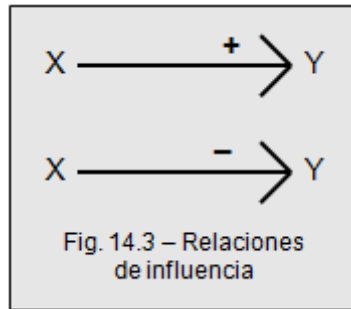 X + Y
X – Y
Fig. 14.3 – Relaciones
de influencia